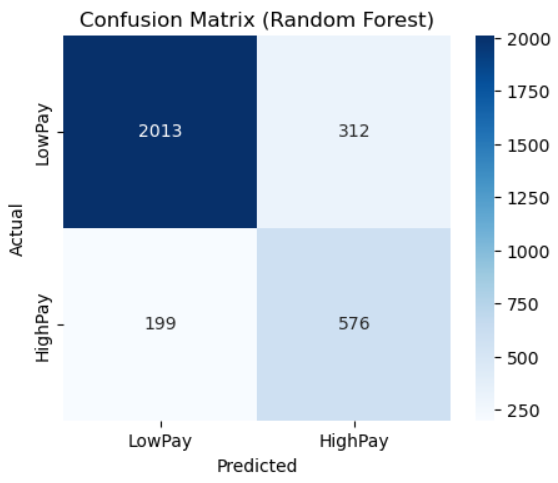 Confusion Matrix (Random Forest)
LowPay
2013
312
HighPay
199
576
Actual
LowPay
HighPay
Predicted
2000
1750
1500
1250
1000
750
500
250